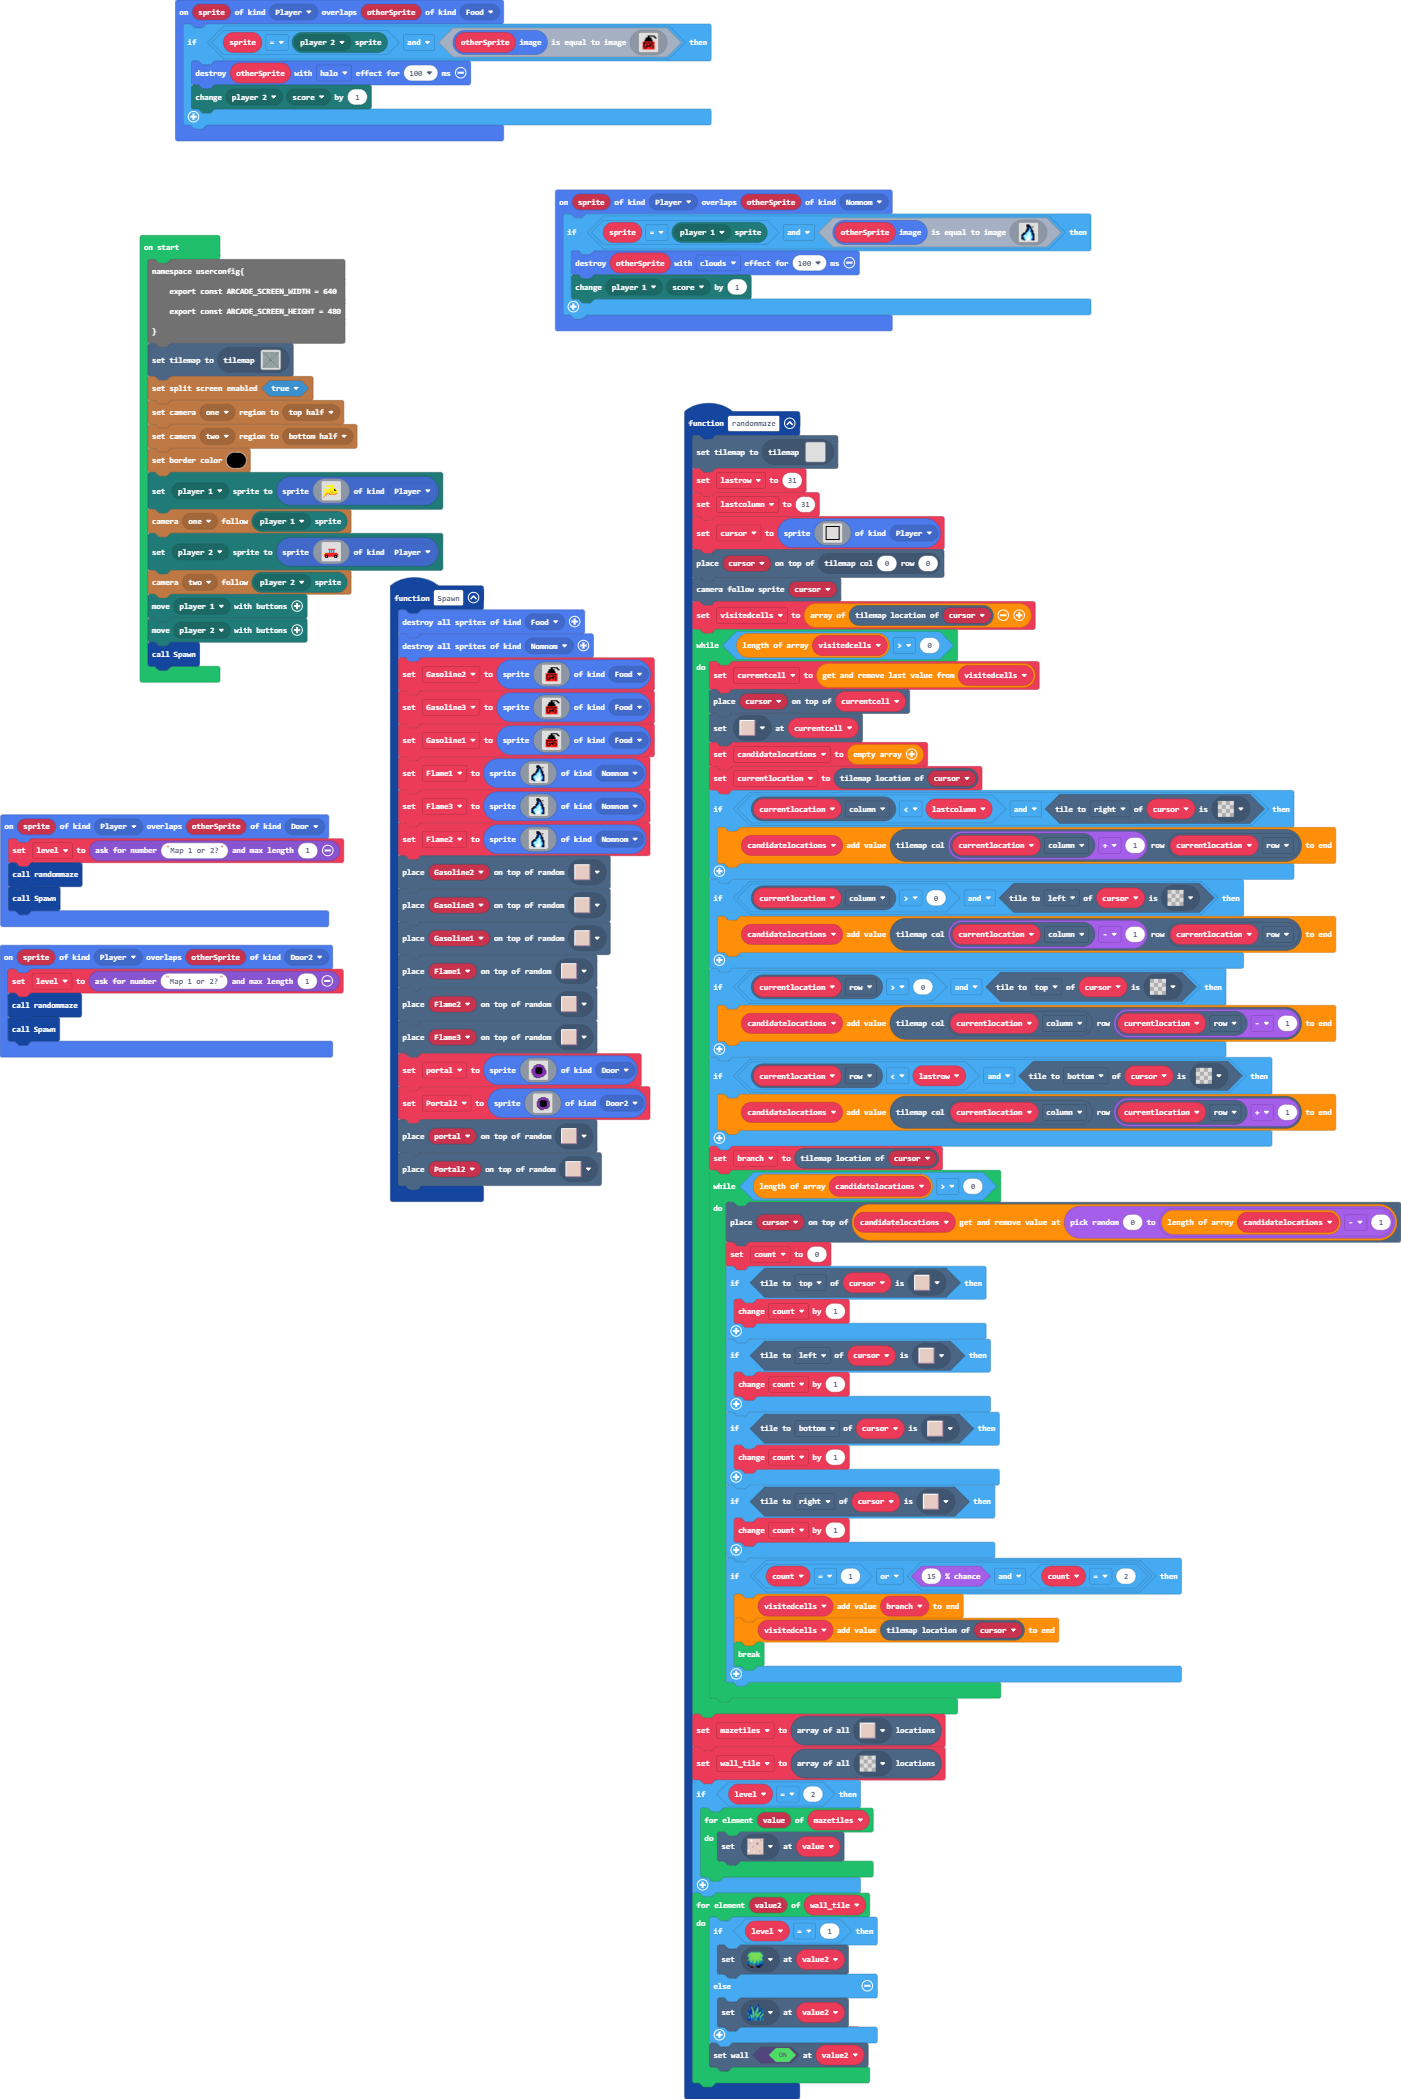 on sprite of kind Player overlaps otherSprite of kind Food
if sprite = player 2 sprite and otherSprite image is equal to image then
destroy otherSprite with halo effect for 100 ms
change player 2 score by 1
on sprite of kind Player overlaps otherSprite of kind Nomnom
if sprite = player 1 sprite and otherSprite image is equal to image then
destroy otherSprite with clouds effect for 100 ms
change player 1 score by 1
on start
namespace userconfig{
export const ARCADE_SCREEN_WIDTH = 640
export const ARCADE_SCREEN_HEIGHT = 480
}
set tilemap to tilemap
set split screen enabled true
set camera one region to top half
set camera two region to bottom half
set border color
set player 1 sprite to sprite of kind Player
camera one follow player 1 sprite
set player 2 sprite to sprite of kind Player
camera two follow player 2 sprite
move player 1 with buttons
move player 2 with buttons
call Spawn
function Spawn
destroy all sprites of kind Food
destroy all sprites of kind Nomnom
set Gasoline2 to sprite of kind Food
set Gasoline3 to sprite of kind Food
set Gasoline1 to sprite of kind Food
set Flame1 to sprite of kind Nomnom
set Flame3 to sprite of kind Nomnom
set Flame2 to sprite of kind Nomnom
place Gasoline2 on top of random
place Gasoline3 on top of random
place Gasoline1 on top of random
place Flame1 on top of random
place Flame2 on top of random
place Flame3 on top of random
set portal to sprite of kind Door
set Portal2 to sprite of kind Door2
place portal on top of random
place Portal2 on top of random
on sprite of kind Player overlaps otherSprite of kind Door
set level to ask for number "Map 1 or 2?" and max length 1
call randommaze
call Spawn
on sprite of kind Player overlaps otherSprite of kind Door2
set level to ask for number "Map 1 or 2?" and max length 1
call randommaze
call Spawn
function randommaze
set tilemap to tilemap
set lastrow to 31
set lastcolumn to 31
set cursor to sprite of kind Player
place cursor on top of tilemap col 0 row 0
camera follow sprite cursor
set visitedcells to array of tilemap location of cursor
while length of array visitedcells > 0
do
set currentcell to get and remove last value from visitedcells
place cursor on top of currentcell
set at currentcell
set candidatelocations to empty array
set currentlocation to tilemap location of cursor
if currentlocation column < lastcolumn and tile to right of cursor is then
candidatelocations add value tilemap col currentlocation column + 1 row currentlocation row to end
if currentlocation column > 0 and tile to left of cursor is then
candidatelocations add value tilemap col currentlocation column - 1 row currentlocation row to end
if currentlocation row > 0 and tile to top of cursor is then
candidatelocations add value tilemap col currentlocation column row currentlocation row - 1 to end
if currentlocation row < lastrow and tile to bottom of cursor is then
candidatelocations add value tilemap col currentlocation column row currentlocation row + 1 to end
set branch to tilemap location of cursor
while length of array candidatelocations > 0
do
place cursor on top of candidatelocations get and remove value at pick random 0 to length of array candidatelocations - 1
set count to 0
if tile to top of cursor is then
change count by 1
if tile to left of cursor is then
change count by 1
if tile to bottom of cursor is then
change count by 1
if tile to right of cursor is then
change count by 1
if count = 1 or 15 % chance and count = 2 then
visitedcells add value branch to end
visitedcells add value tilemap location of cursor to end
break
set mazetiles to array of all locations
set wall_tile to array of all locations
if level = 2 then
for element value of mazetiles
do
set at value
for element value2 of wall_tile
do
if level = 1 then
set at value2
else
set at value2
set wall ON at value2